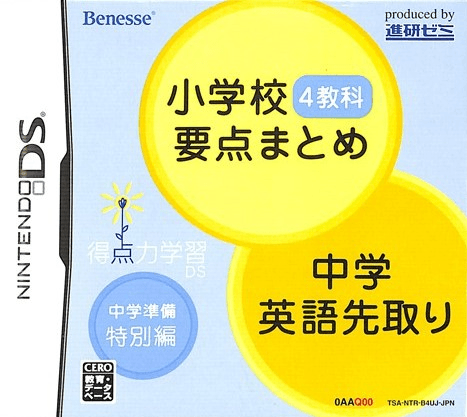 Benesse®
produced by
進研ゼミ
NINTENDO DS™
小学校 4教科
要点まとめ
得点力学習
DS
中学準備
特別編
中学
英語先取り
CERO
教育・データ
ベース
0AAQ00
TSA-NTR-B4UJ-JPN